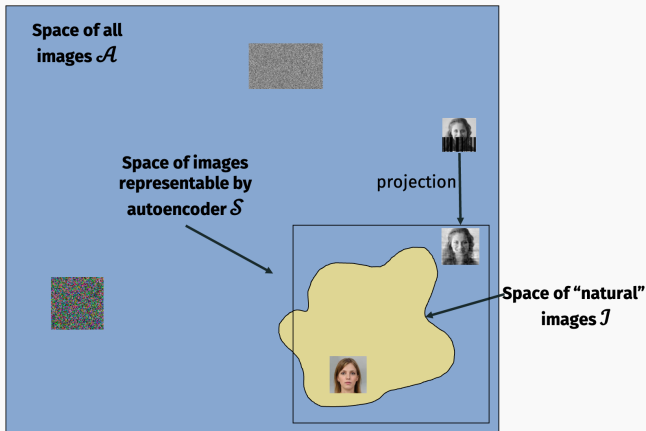 Space of all
images 𝒜
Space of images
representable by
autoencoder 𝒮
projection
Space of “natural”
images ℐ